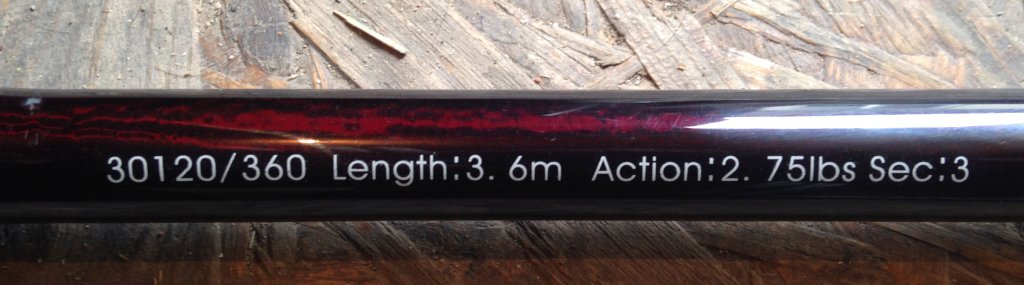 30120/360 Length:3. 6m Action:2. 75lbs Sec:3